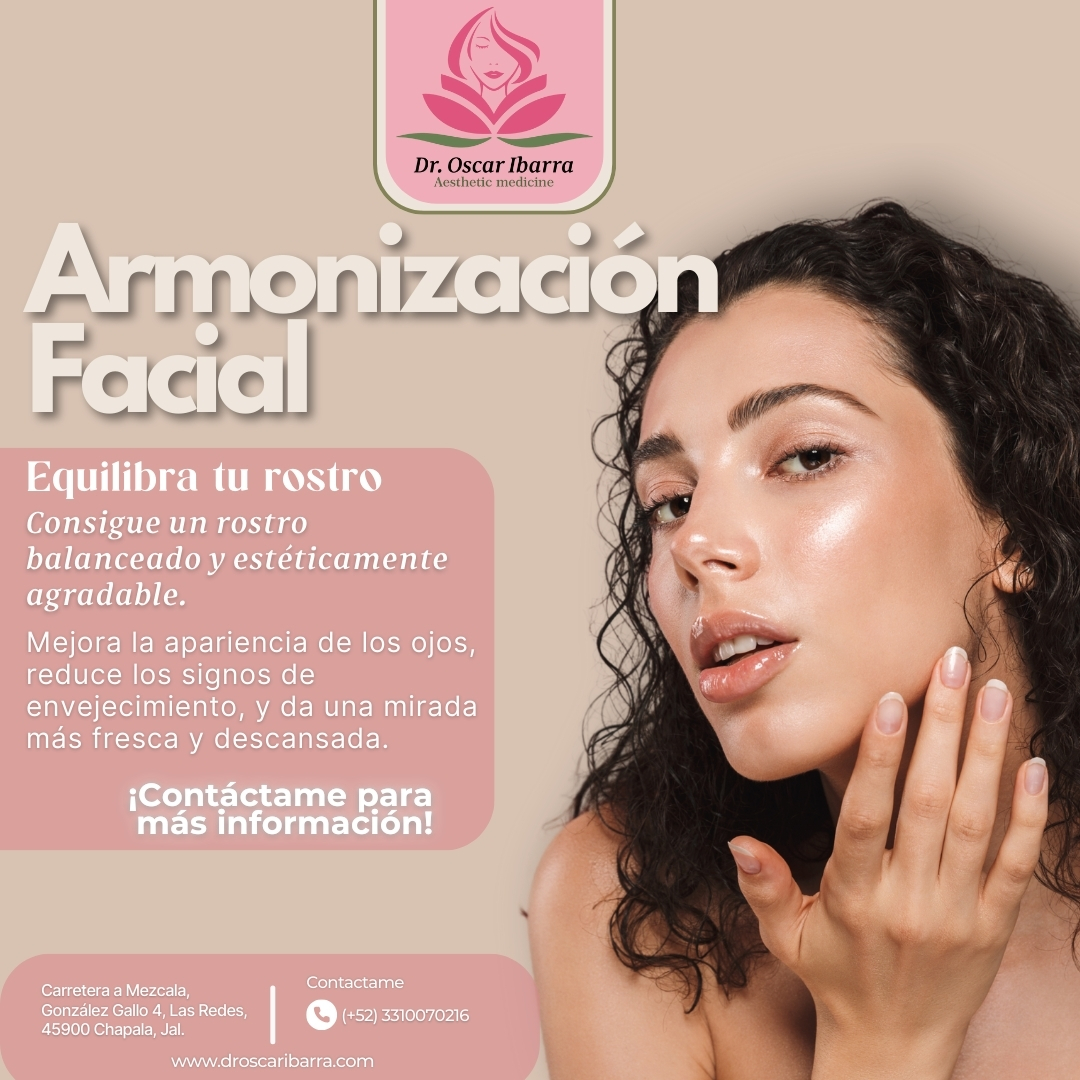 Dr. Oscar Ibarra
Aesthetic medicine
Armonización
Facial
Equilibra tu rostro
Consigue un rostro
balanceado y estéticamente
agradable.
Mejora la apariencia de los ojos,
reduce los signos de
envejecimiento, y da una mirada
más fresca y descansada.
¡Contáctame para
más información!
Carretera a Mezcala,
González Gallo 4, Las Redes,
45900 Chapala, Jal.
Contactame
(+52) 3310070216
www.droscaribarra.com